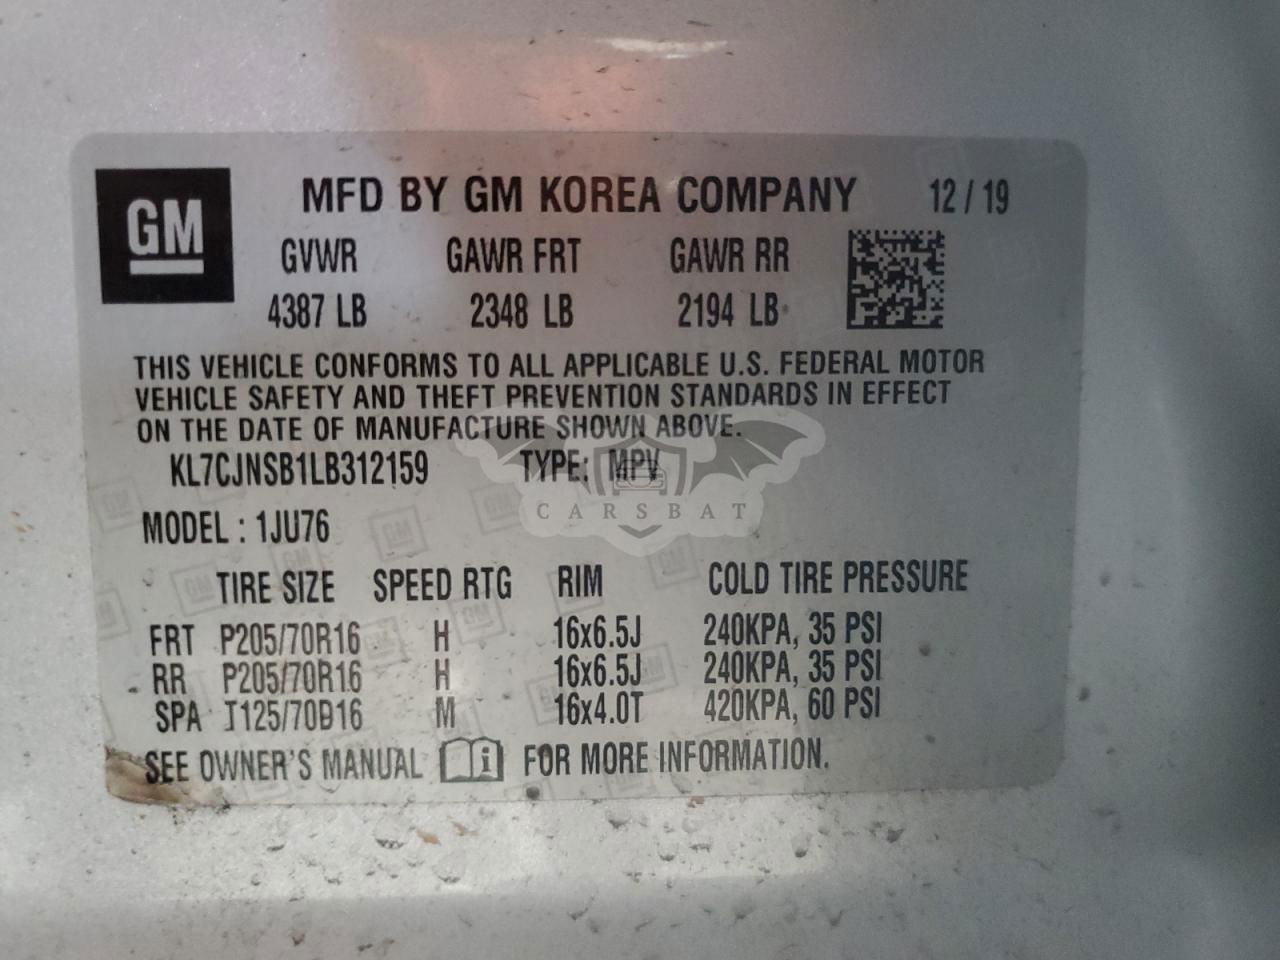 GM MFD BY GM KOREA COMPANY 12/19
GVWR GAWR FRT GAWR RR
4387 LB 2348 LB 2194 LB
THIS VEHICLE CONFORMS TO ALL APPLICABLE U.S. FEDERAL MOTOR
VEHICLE SAFETY AND THEFT PREVENTION STANDARDS IN EFFECT
ON THE DATE OF MANUFACTURE SHOWN ABOVE.
KL7CJNSB1LB312159 TYPE: MPV
CARSBAT
MODEL : 1JU76
TIRE SIZE SPEED RTG RIM COLD TIRE PRESSURE
FRT P205/70R16 H 16x6.5J 240KPA, 35 PSI
RR P205/70R16 H 16x6.5J 240KPA, 35 PSI
SPA T125/70D16 M 16x4.0T 420KPA, 60 PSI
SEE OWNER'S MANUAL i FOR MORE INFORMATION.